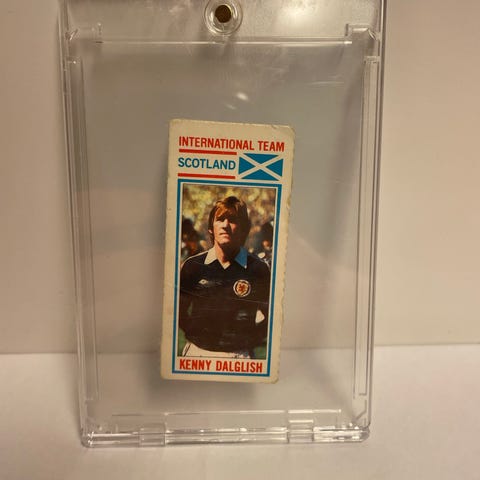 INTERNATIONAL TEAM
SCOTLAND
KENNY DALGLISH